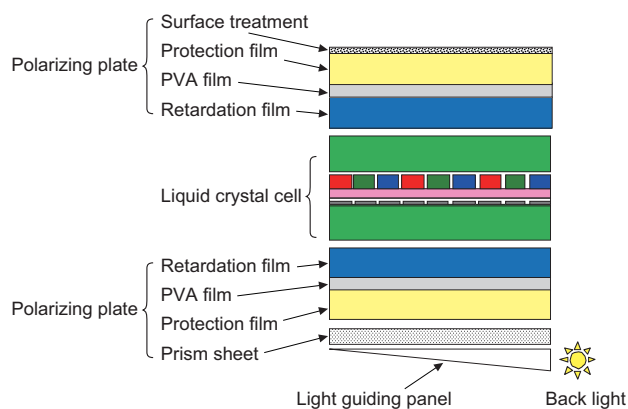 Surface treatment
Protection film
Polarizing plate
PVA film
Retardation film
Liquid crystal cell
Retardation film
PVA film
Polarizing plate
Protection film
Prism sheet
Light guiding panel
Back light